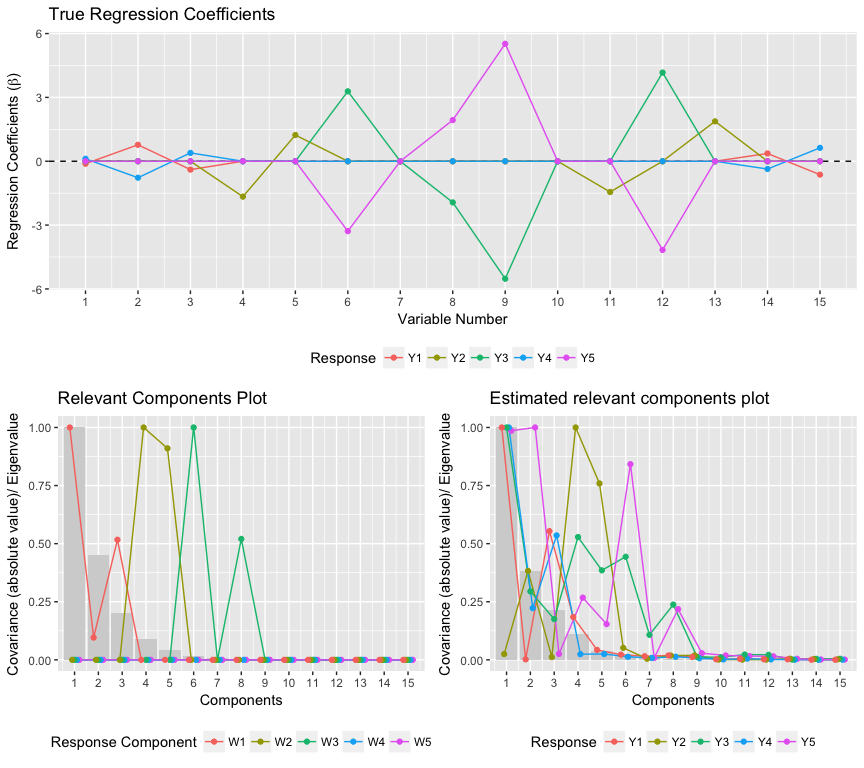 True Regression Coefficients
Regression Coefficients (β)
6
3
0
-3
-6
1 2 3 4 5 6 7 8 9 10 11 12 13 14 15
Variable Number
Response Y1 Y2 Y3 Y4 Y5
Relevant Components Plot
Covariance (absolute value)/ Eigenvalue
1.00
0.75
0.50
0.25
0.00
1 2 3 4 5 6 7 8 9 10 11 12 13 14 15
Components
Response Component W1 W2 W3 W4 W5
Estimated relevant components plot
Covariance (absolute value)/ Eigenvalue
1.00
0.75
0.50
0.25
0.00
1 2 3 4 5 6 7 8 9 10 11 12 13 14 15
Components
Response Y1 Y2 Y3 Y4 Y5